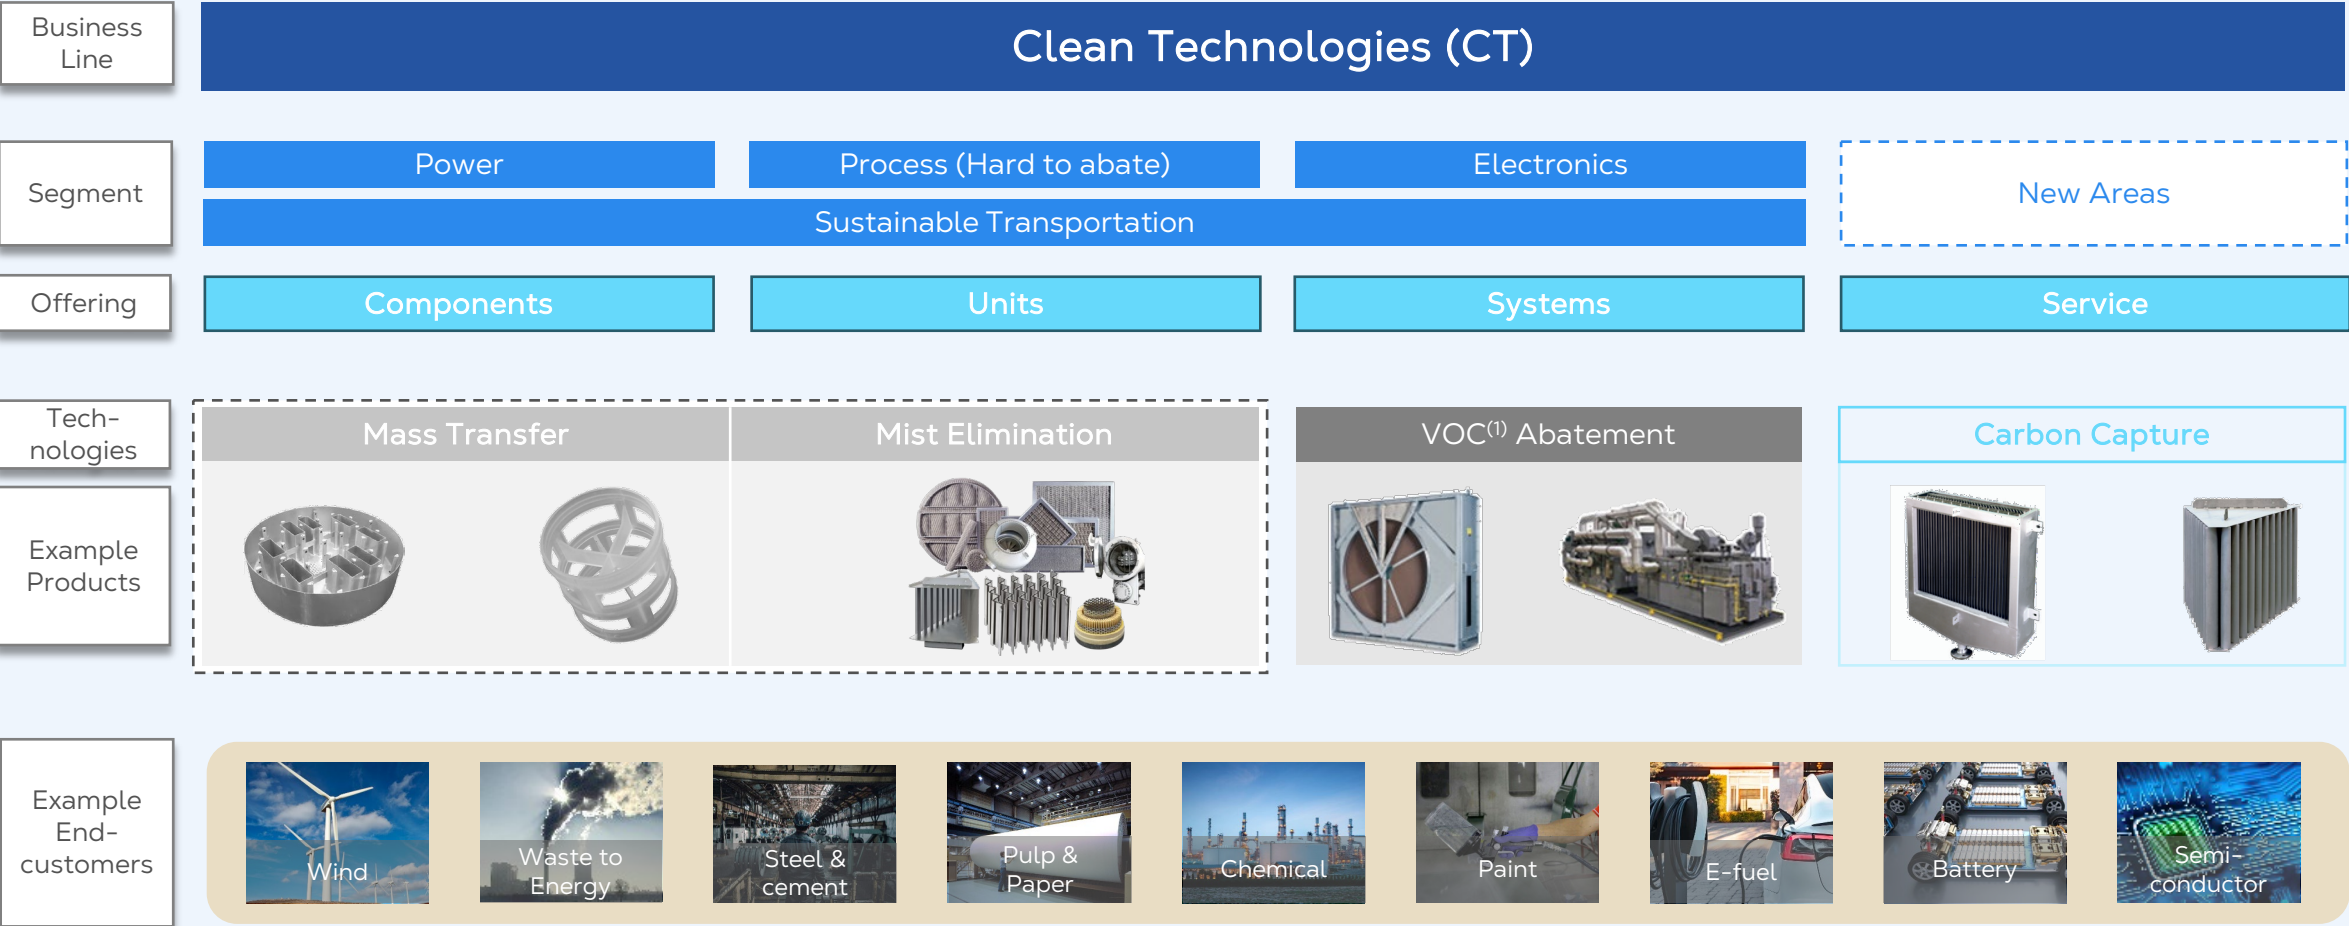 Business
Line
Clean Technologies (CT)
Segment
Power
Process (Hard to abate)
Electronics
New Areas
Sustainable Transportation
Offering
Components
Units
Systems
Service
Tech-
nologies
Mass Transfer
Mist Elimination
VOC(1) Abatement
Carbon Capture
Example
Products
Example
End-
customers
Wind
Waste to
Energy
Steel &
cement
Pulp &
Paper
Chemical
Paint
E-fuel
Battery
Semi-
conductor